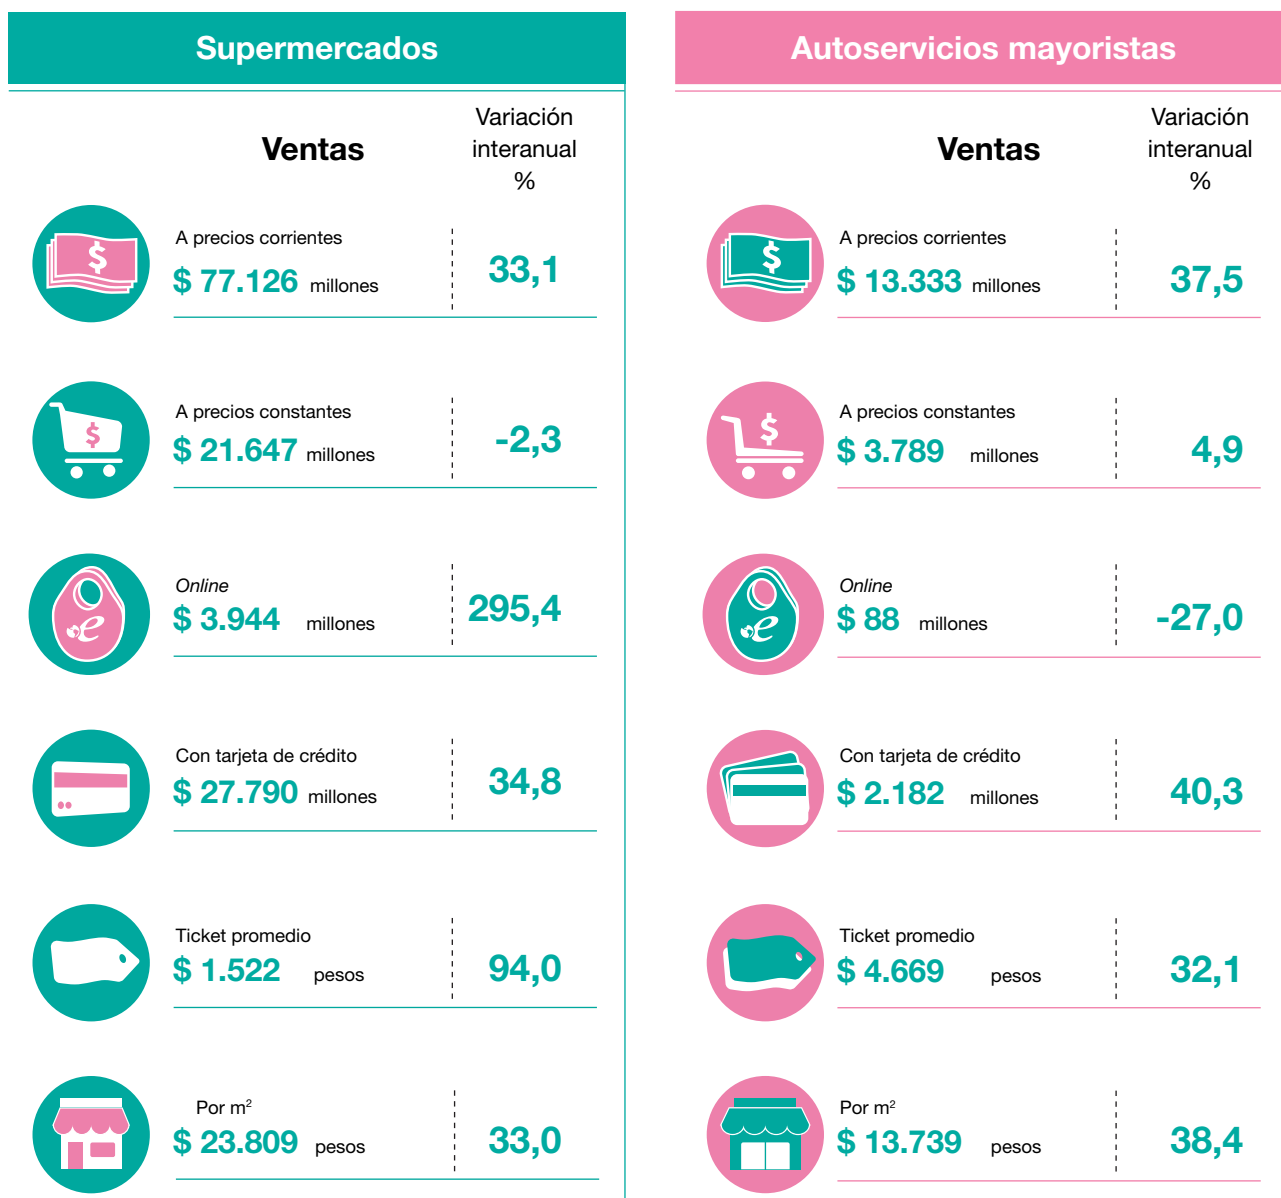 Supermercados
Ventas
Variación
interanual
%
A precios corrientes
$ 77.126 millones
33,1
A precios constantes
$ 21.647 millones
-2,3
Online
$ 3.944 millones
295,4
Con tarjeta de crédito
$ 27.790 millones
34,8
Ticket promedio
$ 1.522 pesos
94,0
Por m²
$ 23.809 pesos
33,0
Autoservicios mayoristas
Ventas
Variación
interanual
%
A precios corrientes
$ 13.333 millones
37,5
A precios constantes
$ 3.789 millones
4,9
Online
$ 88 millones
-27,0
Con tarjeta de crédito
$ 2.182 millones
40,3
Ticket promedio
$ 4.669 pesos
32,1
Por m²
$ 13.739 pesos
38,4